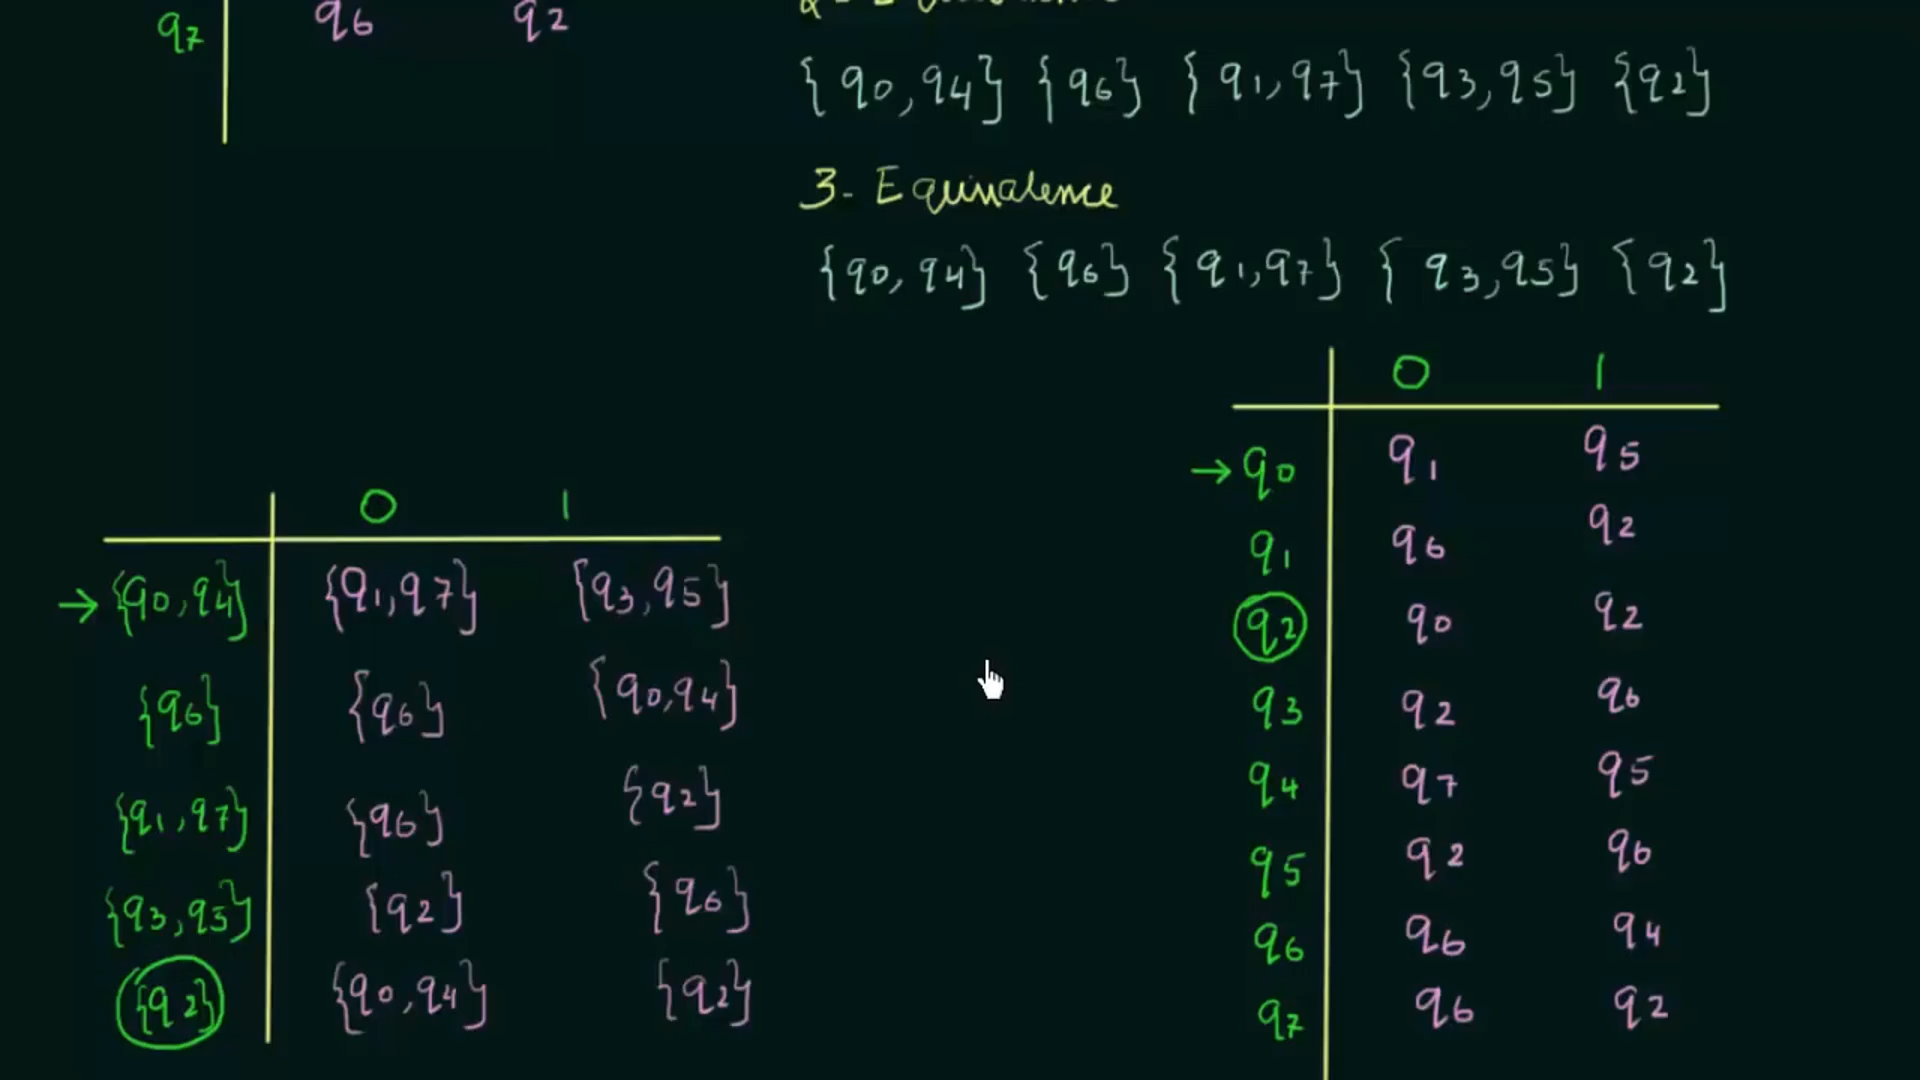 q7 q6 q2
{q0,q4} {q6} {q1,q7} {q3,q5} {q2}
3- Equivalence
{q0,q4} {q6} {q1,q7} {q3,q5} {q2}
0 1
→{q0,q4} {q1,q7} {q3,q5}
{q6} {q6} {q0,q4}
{q1,q7} {q6} {q2}
{q3,q5} {q2} {q6}
{q2} {q0,q4} {q2}
0 1
→q0 q1 q5
q1 q6 q2
q2 q0 q2
q3 q2 q6
q4 q7 q5
q5 q2 q6
q6 q6 q4
q7 q6 q2